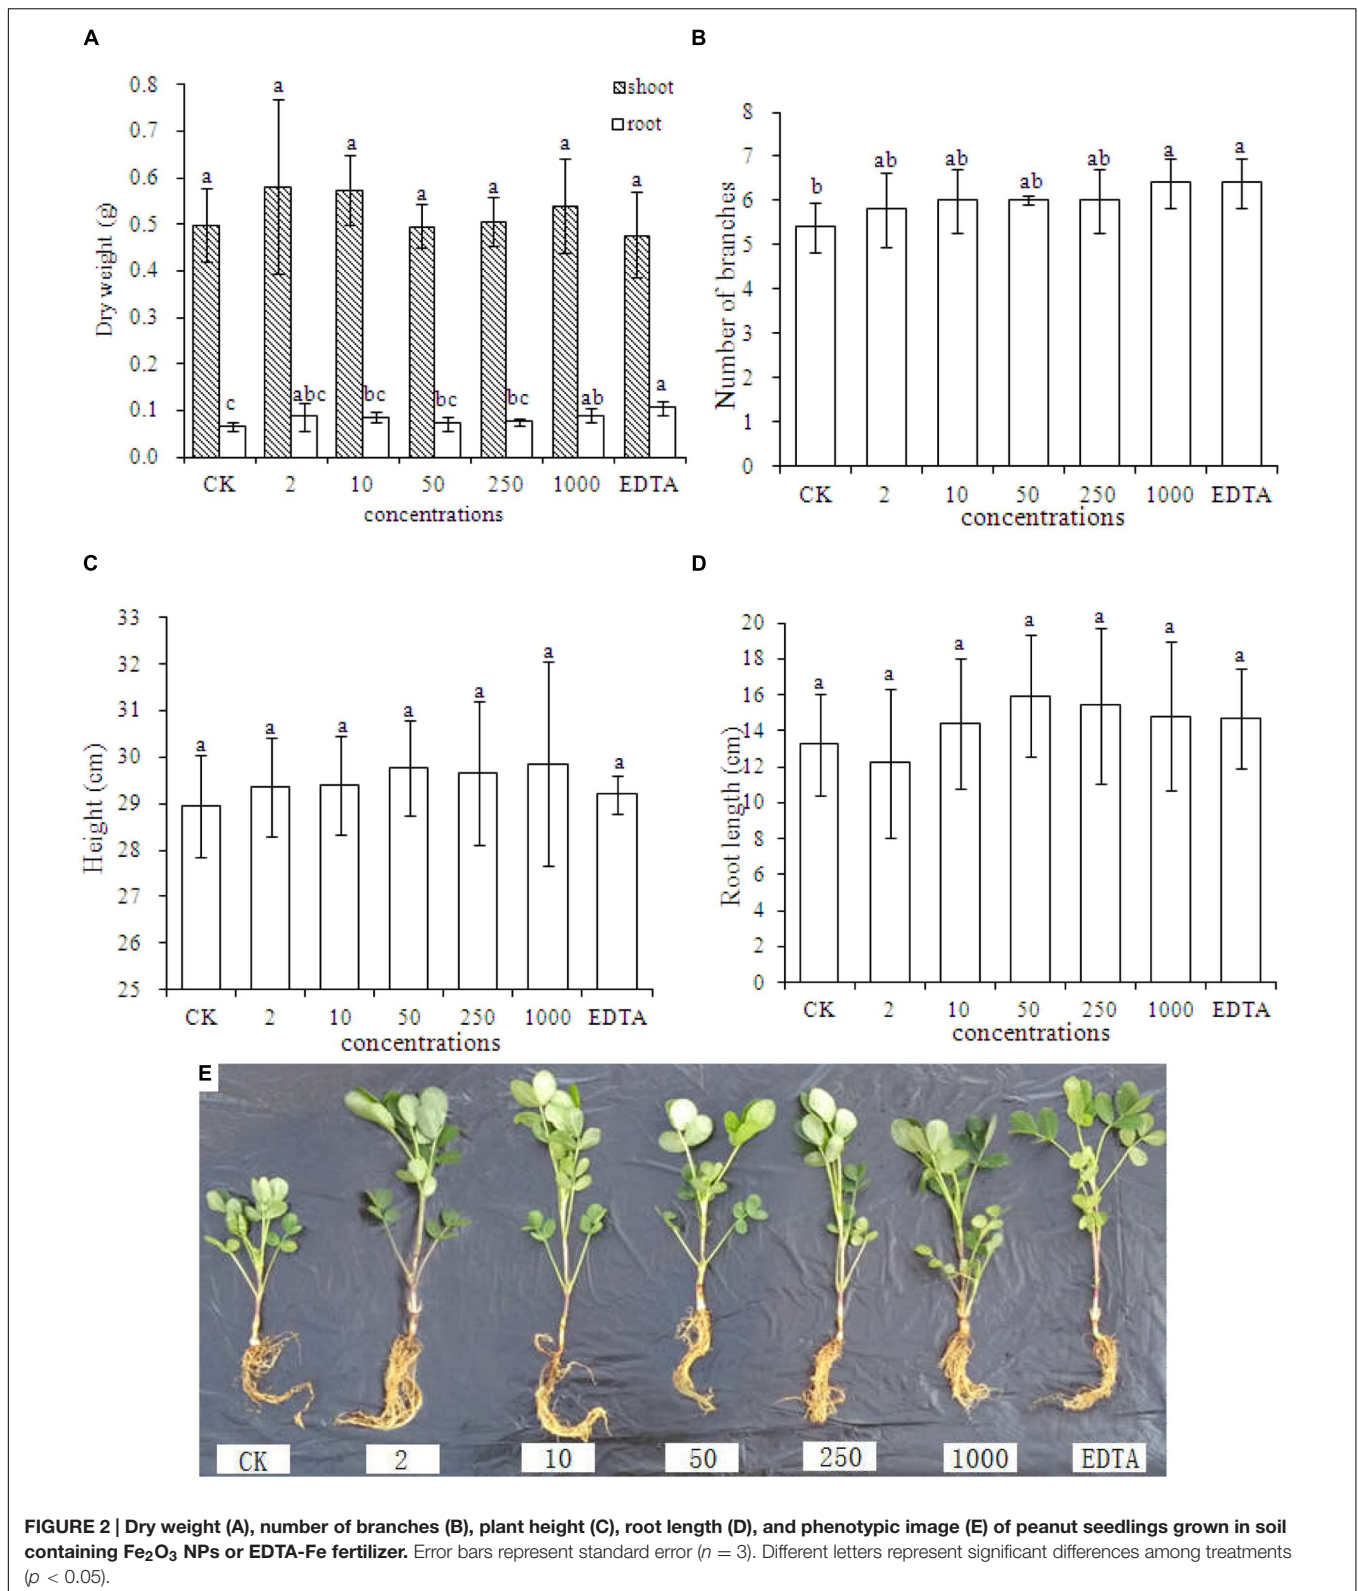 A
0.8
0.7
0.6
0.5
0.4
0.3
0.2
0.1
0.0
Dry weight (g)
shoot
root
a a a a a a a
c abc bc bc bc ab a
CK 2 10 50 250 1000 EDTA
concentrations
B
8
7
6
5
4
3
2
1
0
Number of branches
b ab ab ab ab a a
CK 2 10 50 250 1000 EDTA
concentrations
C
33
32
31
30
29
28
27
26
25
Height (cm)
a a a a a a a
CK 2 10 50 250 1000 EDTA
concentrations
D
20
18
16
14
12
10
8
6
4
2
0
Root length (cm)
a a a a a a a
CK 2 10 50 250 1000 EDTA
concentrations
E
CK 2 10 50 250 1000 EDTA
FIGURE 2 | Dry weight (A), number of branches (B), plant height (C), root length (D), and phenotypic image (E) of peanut seedlings grown in soil
containing Fe₂O₃ NPs or EDTA-Fe fertilizer. Error bars represent standard error (n = 3). Different letters represent significant differences among treatments
(p < 0.05).